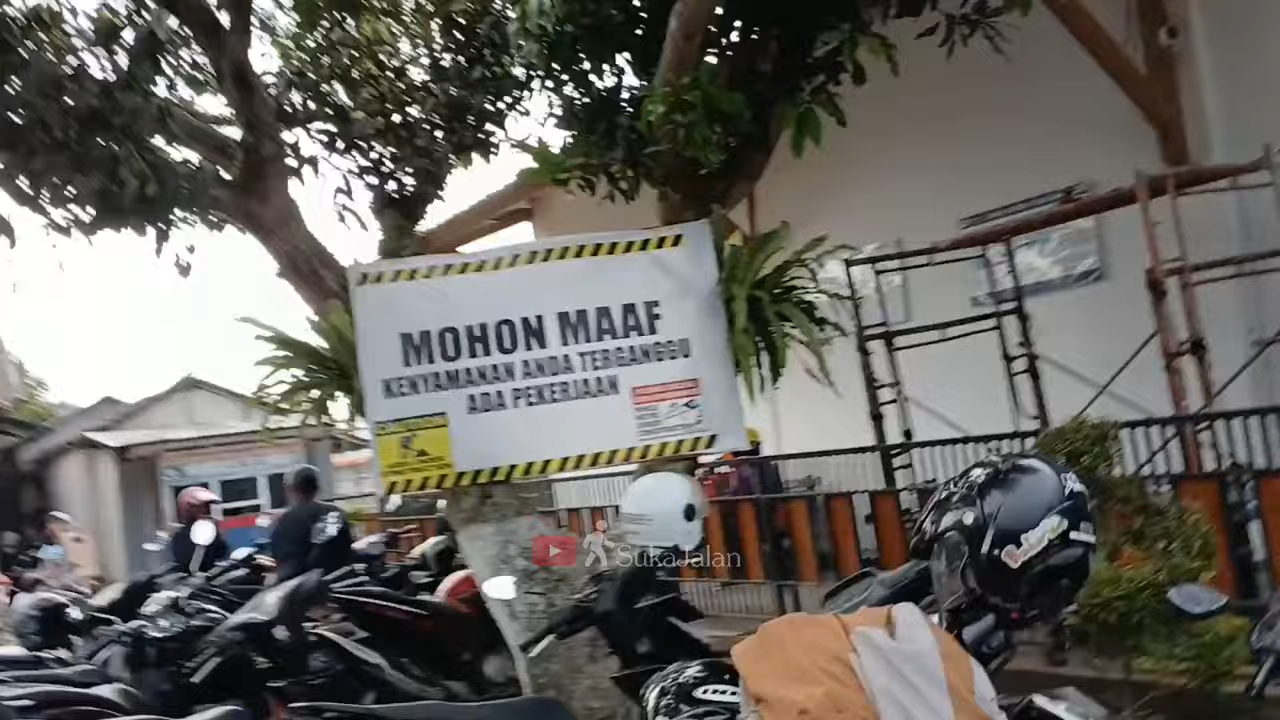 MOHON MAAF
KENYAMANAN ANDA TERGANGGU
ADA PEKERJAAN
SukaJalan